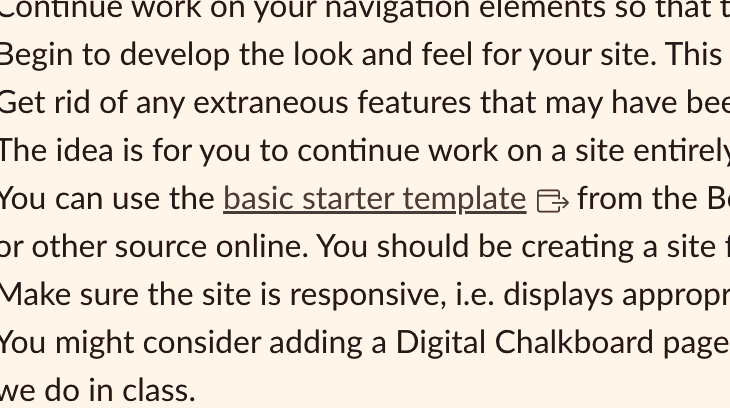 Continue work on your navigation elements so that
Begin to develop the look and feel for your site. This
Get rid of any extraneous features that may have
The idea is for you to continue work on a site entirely
You can use the basic starter template from the
or other source online. You should be creating a site
Make sure the site is responsive, i.e. displays
You might consider adding a Digital Chalkboard page
we do in class.